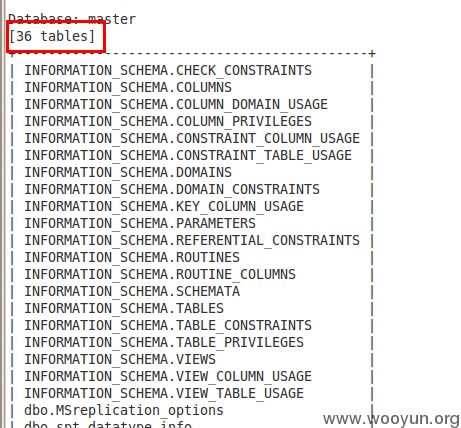 Database: master
[36 tables]
+-----------------------------------------+
| INFORMATION_SCHEMA.CHECK_CONSTRAINTS |
| INFORMATION_SCHEMA.COLUMNS |
| INFORMATION_SCHEMA.COLUMN_DOMAIN_USAGE |
| INFORMATION_SCHEMA.COLUMN_PRIVILEGES |
| INFORMATION_SCHEMA.CONSTRAINT_COLUMN_USAGE |
| INFORMATION_SCHEMA.CONSTRAINT_TABLE_USAGE |
| INFORMATION_SCHEMA.DOMAINS |
| INFORMATION_SCHEMA.DOMAIN_CONSTRAINTS |
| INFORMATION_SCHEMA.KEY_COLUMN_USAGE |
| INFORMATION_SCHEMA.PARAMETERS |
| INFORMATION_SCHEMA.REFERENTIAL_CONSTRAINTS |
| INFORMATION_SCHEMA.ROUTINES |
| INFORMATION_SCHEMA.ROUTINE_COLUMNS |
| INFORMATION_SCHEMA.SCHEMATA |
| INFORMATION_SCHEMA.TABLES |
| INFORMATION_SCHEMA.TABLE_CONSTRAINTS |
| INFORMATION_SCHEMA.TABLE_PRIVILEGES |
| INFORMATION_SCHEMA.VIEWS |
| INFORMATION_SCHEMA.VIEW_COLUMN_USAGE |
| INFORMATION_SCHEMA.VIEW_TABLE_USAGE |
| dbo.MSreplication_options |
| dbo.spt_datatype_info |
www.wooyun.org